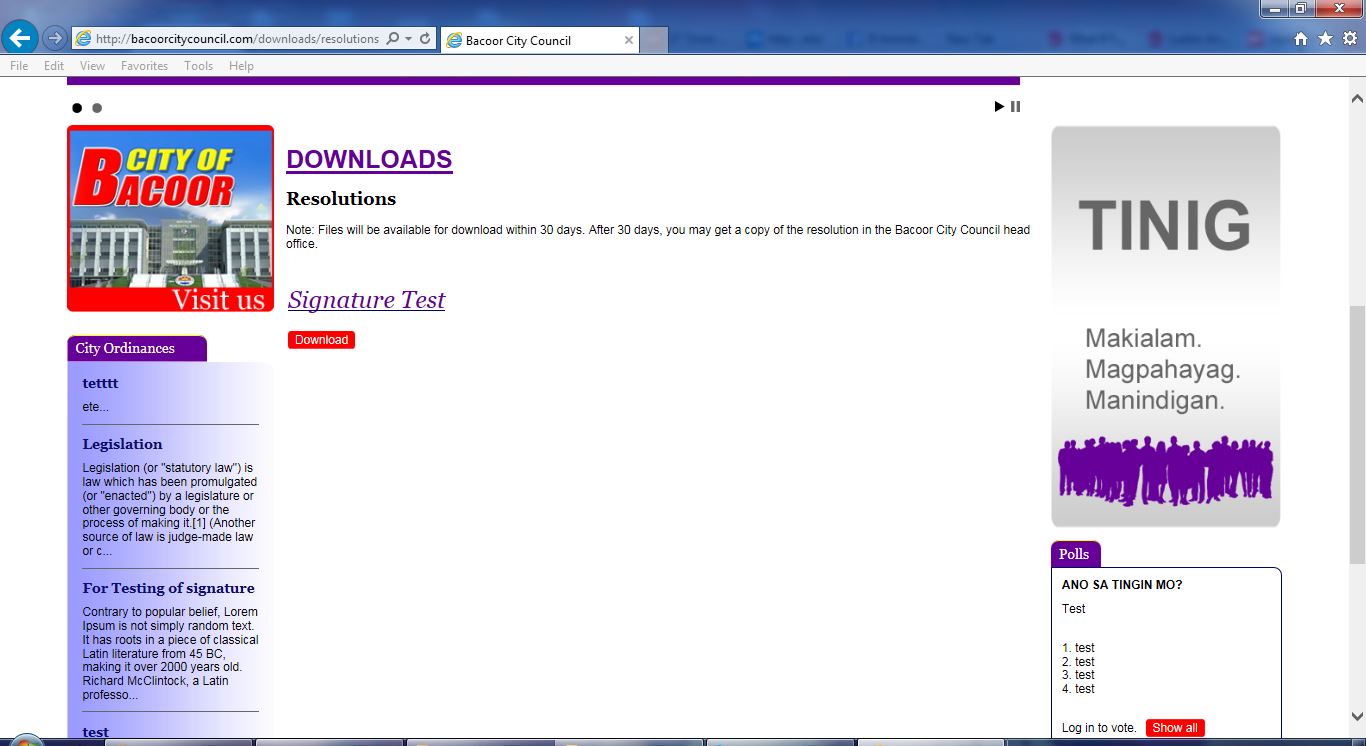 http://bacoorcitycouncil.com/downloads/resolutions
Bacoor City Council
File Edit View Favorites Tools Help
CITY OF
BACOOR
Visit us
City Ordinances
tetttt
ete...
Legislation
Legislation (or "statutory law") is
law which has been promulgated
(or "enacted") by a legislature or
other governing body or the
process of making it.[1] (Another
source of law is judge-made law
or c...
For Testing of signature
Contrary to popular belief, Lorem
Ipsum is not simply random text.
It has roots in a piece of classical
Latin literature from 45 BC,
making it over 2000 years old.
Richard McClintock, a Latin
professo...
test
DOWNLOADS
Resolutions
Note: Files will be available for download within 30 days. After 30 days, you may get a copy of the resolution in the Bacoor City Council head
office.
Signature Test
Download
TINIG
Makialam.
Magpahayag.
Manindigan.
Polls
ANO SA TINGIN MO?
Test
1. test
2. test
3. test
4. test
Log in to vote. Show all